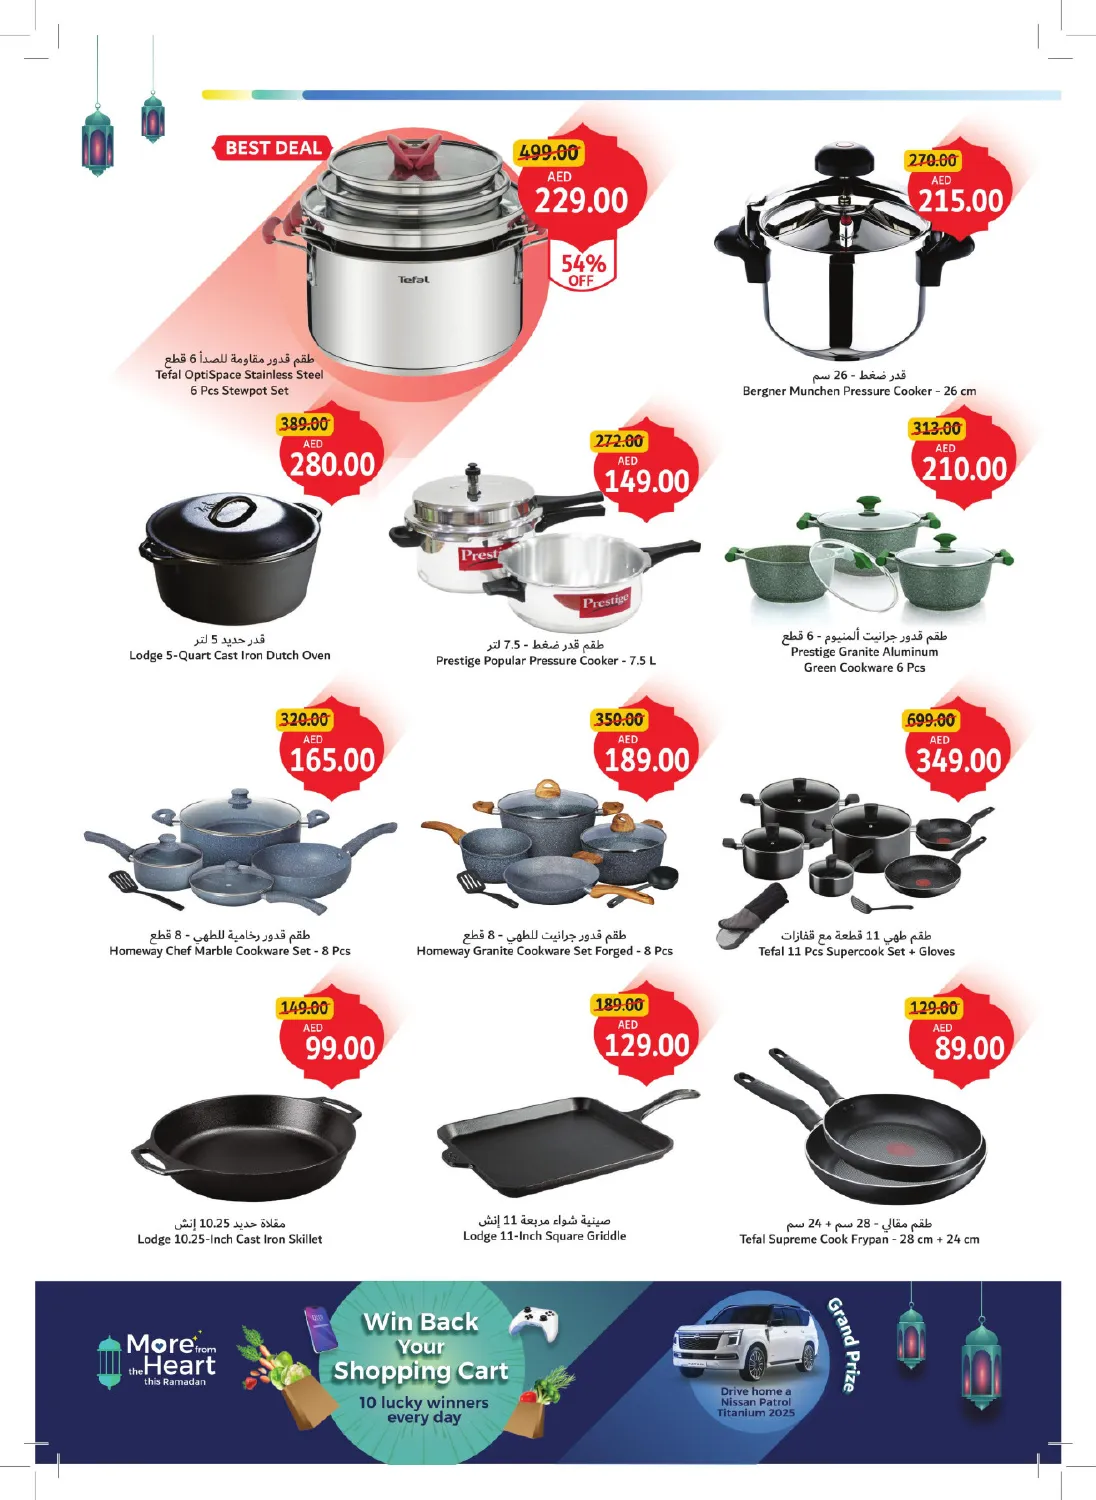 BEST DEAL
499.00
AED
229.00
54%
OFF
Tefal
طقم قدور مقاومة للصدأ 6 قطع
Tefal OptiSpace Stainless Steel
6 Pcs Stewpot Set
270.00
AED
215.00
قدر ضغط - 26 سم
Bergner Munchen Pressure Cooker - 26 cm
389.00
AED
280.00
قدر حديد 5 لتر
Lodge 5-Quart Cast Iron Dutch Oven
272.00
AED
149.00
Presti
Prestige
طقم قدر ضغط - 7.5 لتر
Prestige Popular Pressure Cooker - 7.5 L
313.00
AED
210.00
طقم قدور جرانيت ألمنيوم - 6 قطع
Prestige Granite Aluminum
Green Cookware 6 Pcs
320.00
AED
165.00
طقم قدور رخامية للطهي - 8 قطع
Homeway Chef Marble Cookware Set - 8 Pcs
350.00
AED
189.00
طقم قدور جرانيت للطهي - 8 قطع
Homeway Granite Cookware Set Forged - 8 Pcs
699.00
AED
349.00
طقم طهي 11 قطعة مع قفازات
Tefal 11 Pcs Supercook Set + Gloves
149.00
AED
99.00
مقلاة حديد 10.25 إنش
Lodge 10.25-Inch Cast Iron Skillet
189.00
AED
129.00
صينية شواء مربعة 11 إنش
Lodge 11-Inch Square Griddle
129.00
AED
89.00
طقم مقالي - 28 سم + 24 سم
Tefal Supreme Cook Frypan - 28 cm + 24 cm
More from
the Heart
this Ramadan
Win Back
Your
Shopping Cart
10 lucky winners
every day
Drive home a
Nissan Patrol
Titanium 2025
Grand Prize